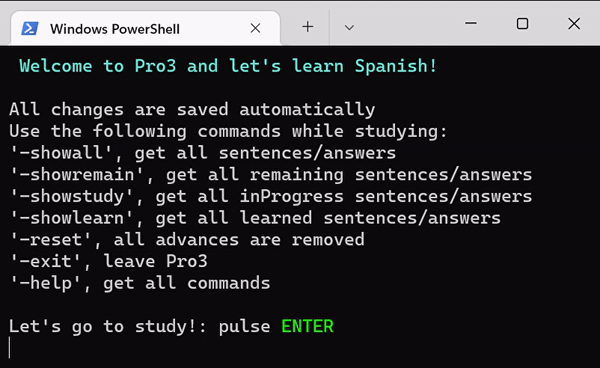 Windows PowerShell
Welcome to Pro3 and let's learn Spanish!
All changes are saved automatically
Use the following commands while studying:
'-showall', get all sentences/answers
'-showremain', get all remaining sentences/answers
'-showstudy', get all inProgress sentences/answers
'-showlearn', get all learned sentences/answers
'-reset', all advances are removed
'-exit', leave Pro3
'-help', get all commands
Let's go to study!: pulse ENTER